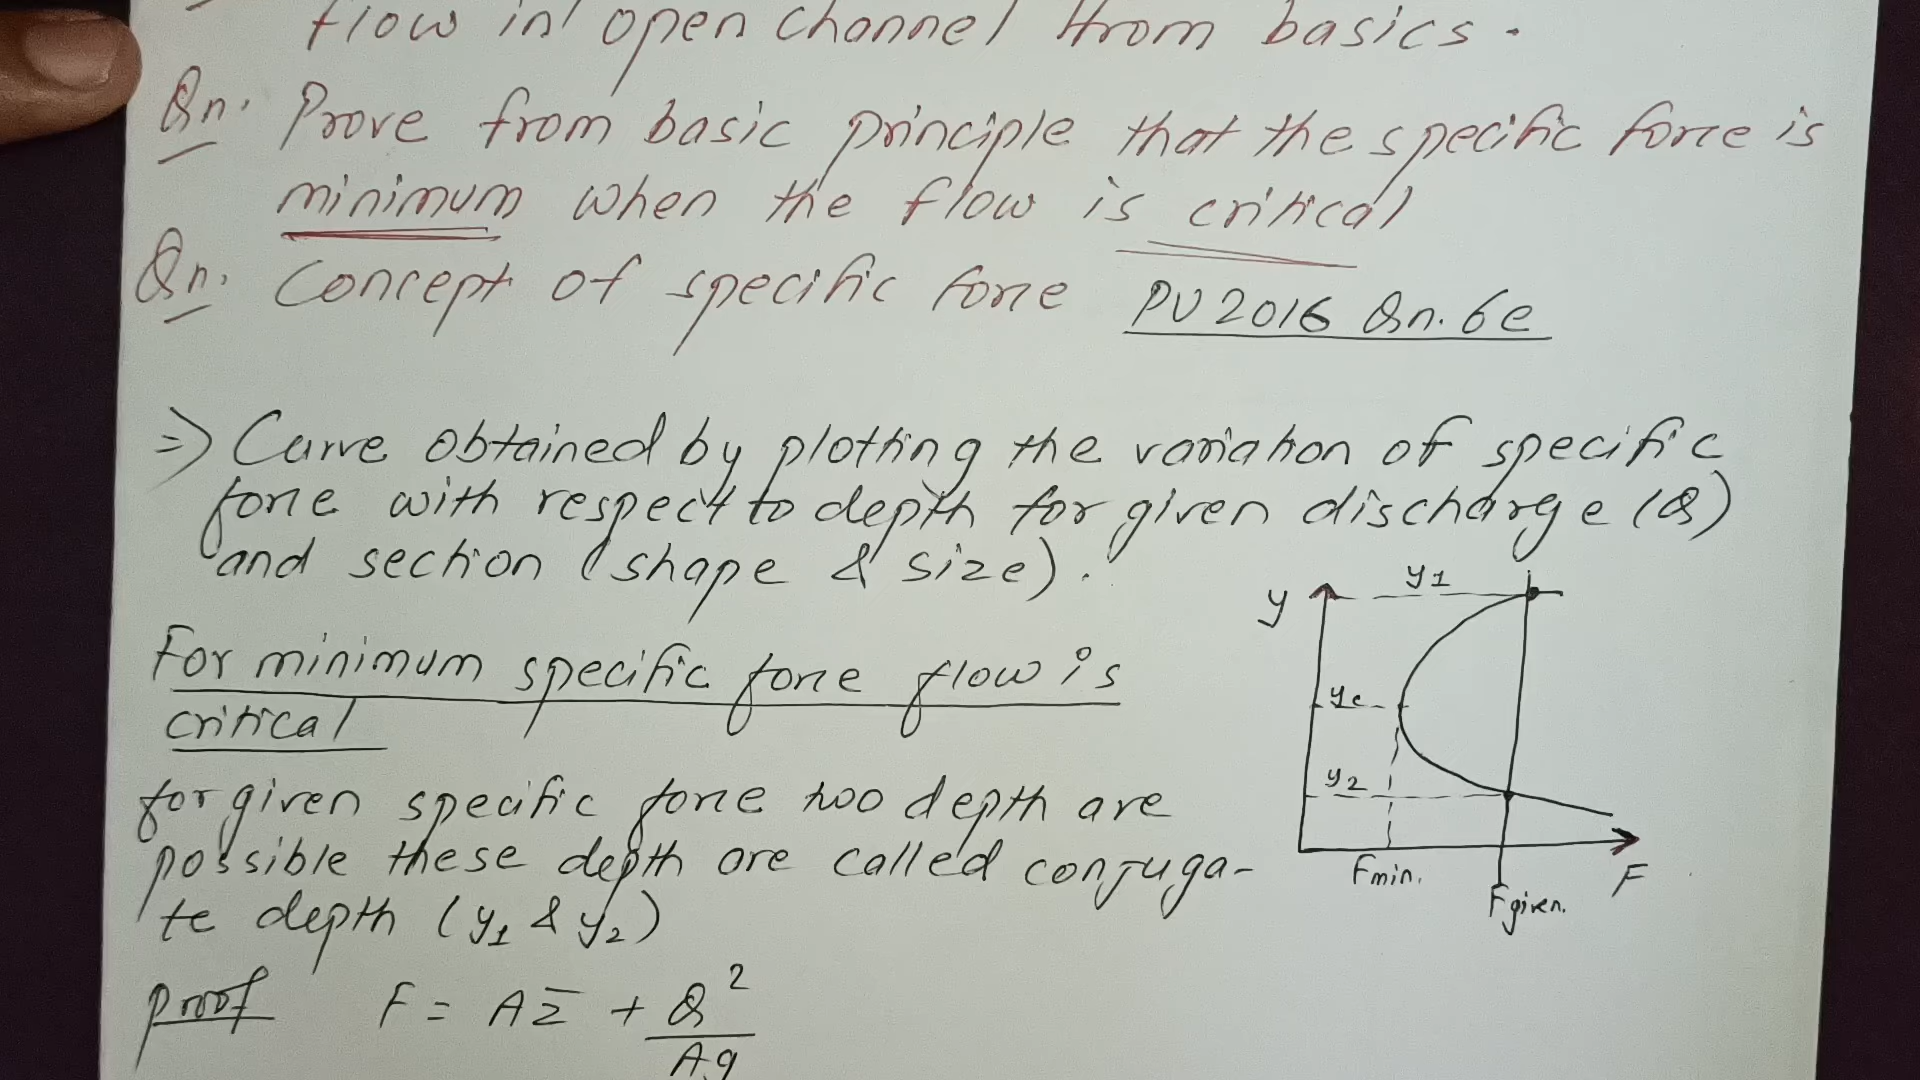 flow in open channel from basics.
Qn. Prove from basic principle that the specific force is
minimum when the flow is critical
Qn. Concept of specific force PU 2016 Qn. 6e
⇒ Curve obtained by plotting the variation of specific
force with respect to depth for given discharge (Q)
and section (shape & size).
For minimum specific force flow is
critical
for given specific force two depth are
possible these depth are called conjuga-
te depth (y1 & y2)
proof F = A z̄ + Q²
A.g
y
y1
yc
y2
Fmin.
Fgiven.
F